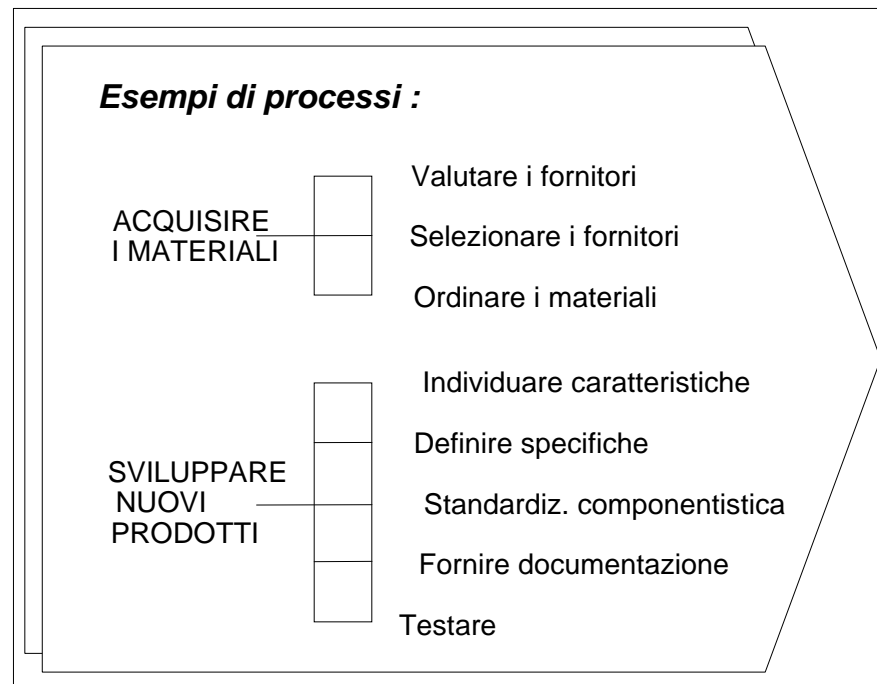 Esempi di processi :
ACQUISIRE
I MATERIALI
Valutare i fornitori
Selezionare i fornitori
Ordinare i materiali
SVILUPPARE
NUOVI
PRODOTTI
Individuare caratteristiche
Definire specifiche
Standardiz. componentistica
Fornire documentazione
Testare